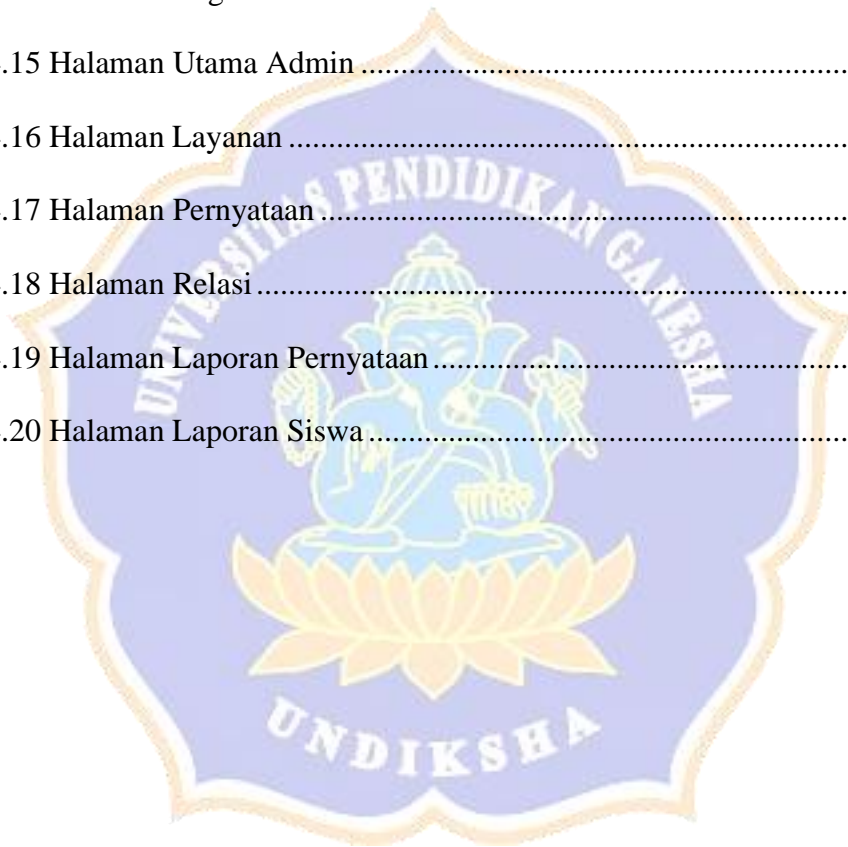 .15 Halaman Utama Admin ............................................................
.16 Halaman Layanan .....................................................................
.17 Halaman Pernyataan .................................................................
.18 Halaman Relasi .........................................................................
.19 Halaman Laporan Pernyataan ...................................................
.20 Halaman Laporan Siswa ...........................................................
UNIVERSITAS PENDIDIKAN GANESHA
UNDIKSHA